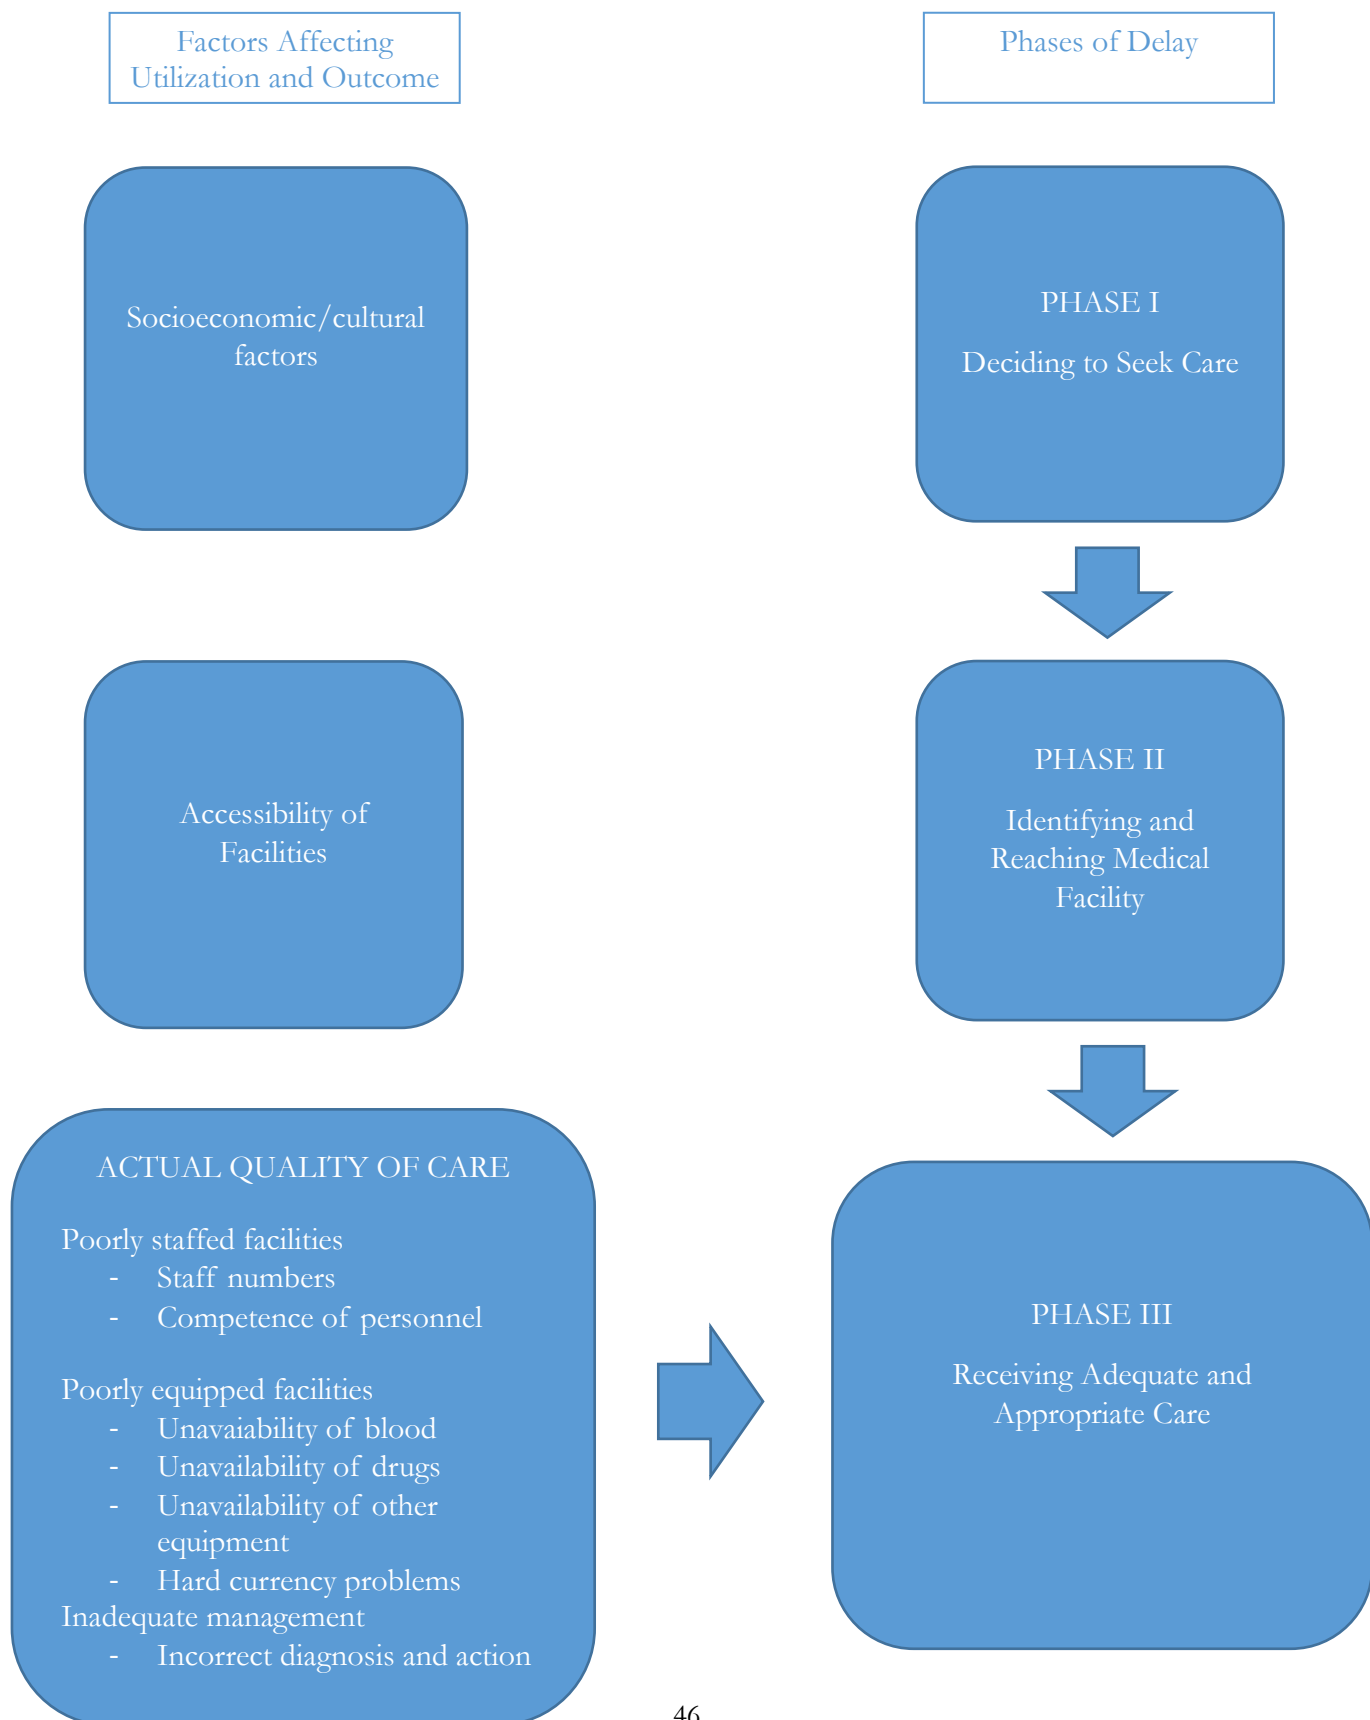 Factors Affecting
Utilization and Outcome
Phases of Delay
Socioeconomic/cultural
factors
PHASE I
Deciding to Seek Care
Accessibility of
Facilities
PHASE II
Identifying and
Reaching Medical
Facility
ACTUAL QUALITY OF CARE
Poorly staffed facilities
- Staff numbers
- Competence of personnel
Poorly equipped facilities
- Unavaiability of blood
- Unavailability of drugs
- Unavailability of other
equipment
- Hard currency problems
Inadequate management
- Incorrect diagnosis and action
PHASE III
Receiving Adequate and
Appropriate Care
46